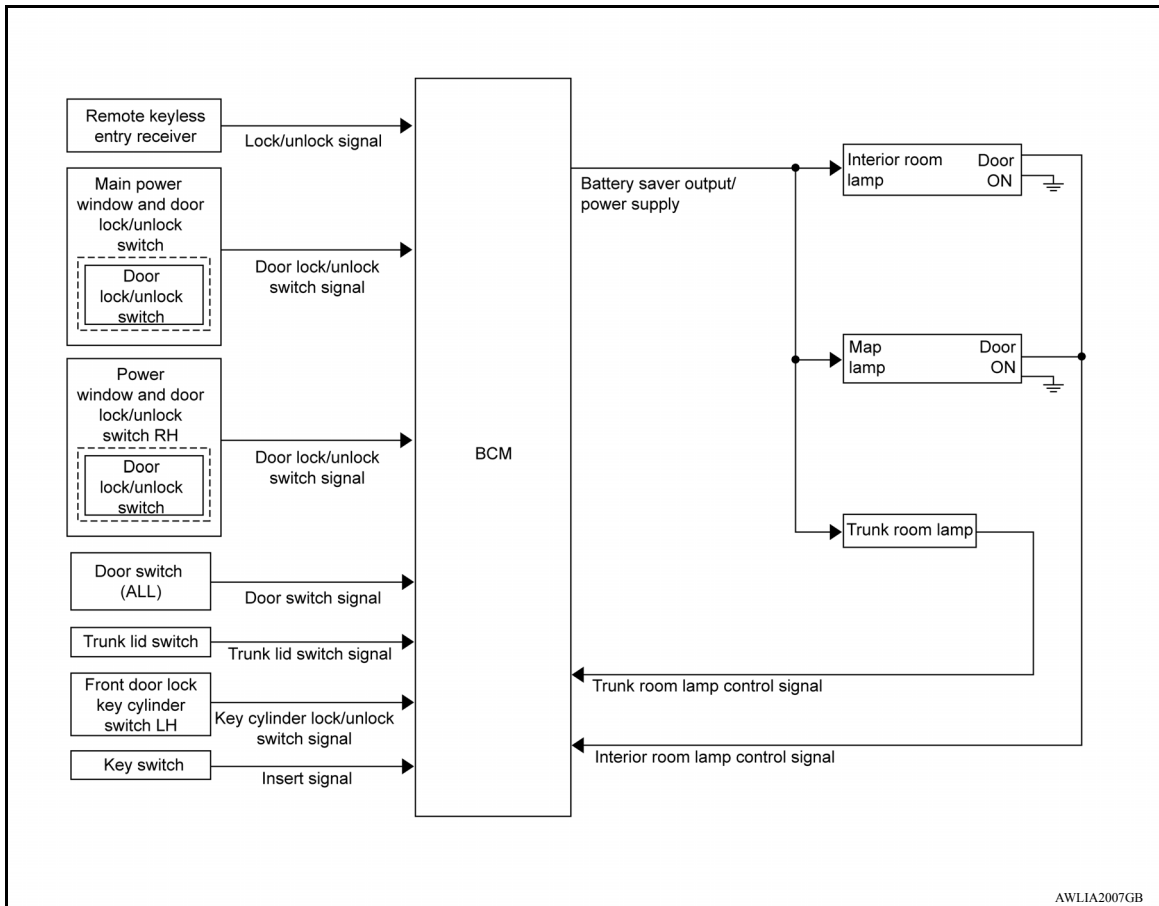 Remote keyless
entry receiver
Lock/unlock signal
Main power
window and door
lock/unlock
switch
Door
lock/unlock
switch
Door lock/unlock
switch signal
Power
window and door
lock/unlock
switch RH
Door
lock/unlock
switch
Door lock/unlock
switch signal
Door switch
(ALL)
Door switch signal
Trunk lid switch
Trunk lid switch signal
Front door lock
key cylinder
switch LH
Key cylinder lock/unlock
switch signal
Key switch
Insert signal
BCM
Battery saver output/
power supply
Interior room
lamp
Door
ON
Map
lamp
Door
ON
Trunk room lamp
Trunk room lamp control signal
Interior room lamp control signal
AWLIA2007GB